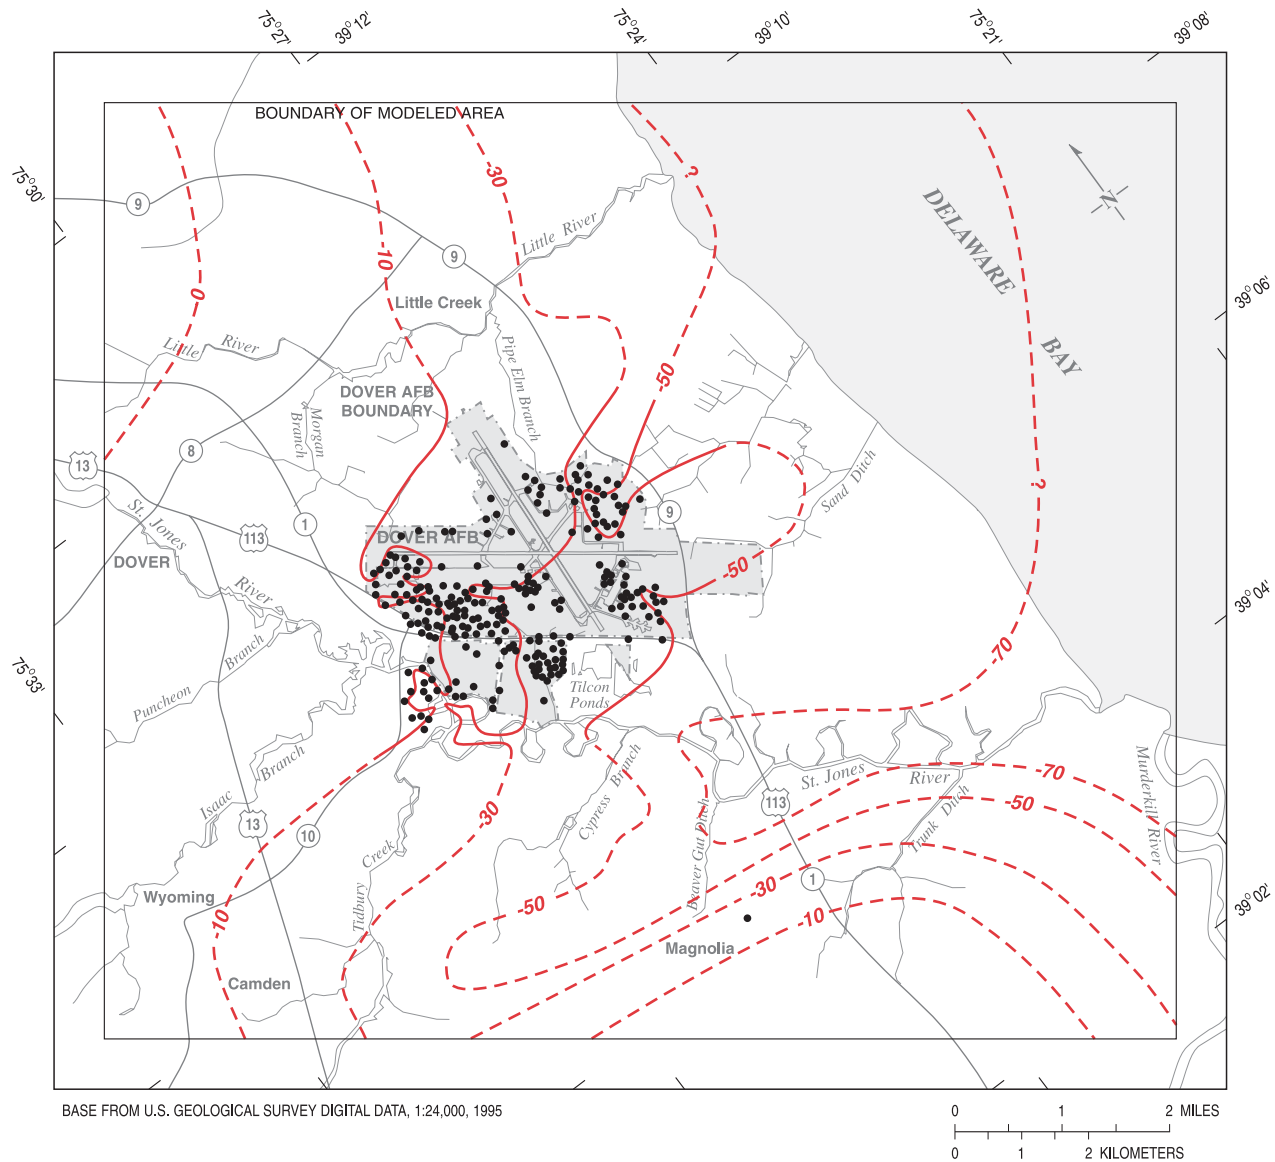 75°27'
39°12'
75°24'
39°10'
75°21'
39°08'
BOUNDARY OF MODELED AREA
75°30'
9
-30
?
DELAWARE
BAY
N
Little River
9
10
0
Little Creek
39°06'
Little River
Pipe Elm Branch
DOVER AFB
BOUNDARY
-50
Morgan
Branch
8
13
Sand Ditch
?
St. Jones
River
1
113
9
DOVER AFB
DOVER
-50
39°04'
Branch
Puncheon
75°33'
-70
Tilcon
Ponds
Branch
Isaac
Cypress Branch
St. Jones
River
-70
Murderkill River
113
-50
13
10
-30
Creek
Tidbury
Beaver Gut Ditch
Trunk Ditch
1
-30
Wyoming
-10
-50
-10
39°02'
Magnolia
Camden
BASE FROM U.S. GEOLOGICAL SURVEY DIGITAL DATA, 1:24,000, 1995
0 1 2 MILES
0 1 2 KILOMETERS